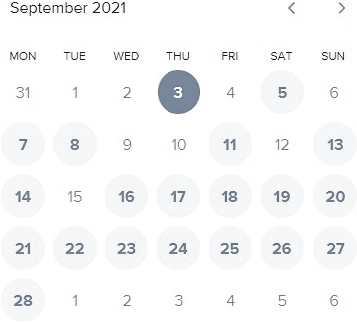 September 2021
MON TUE WED THU FRI SAT SUN
31 1 2 3 4 5 6
7 8 9 10 11 12 13
14 15 16 17 18 19 20
21 22 23 24 25 26 27
28 1 2 3 4 5 6